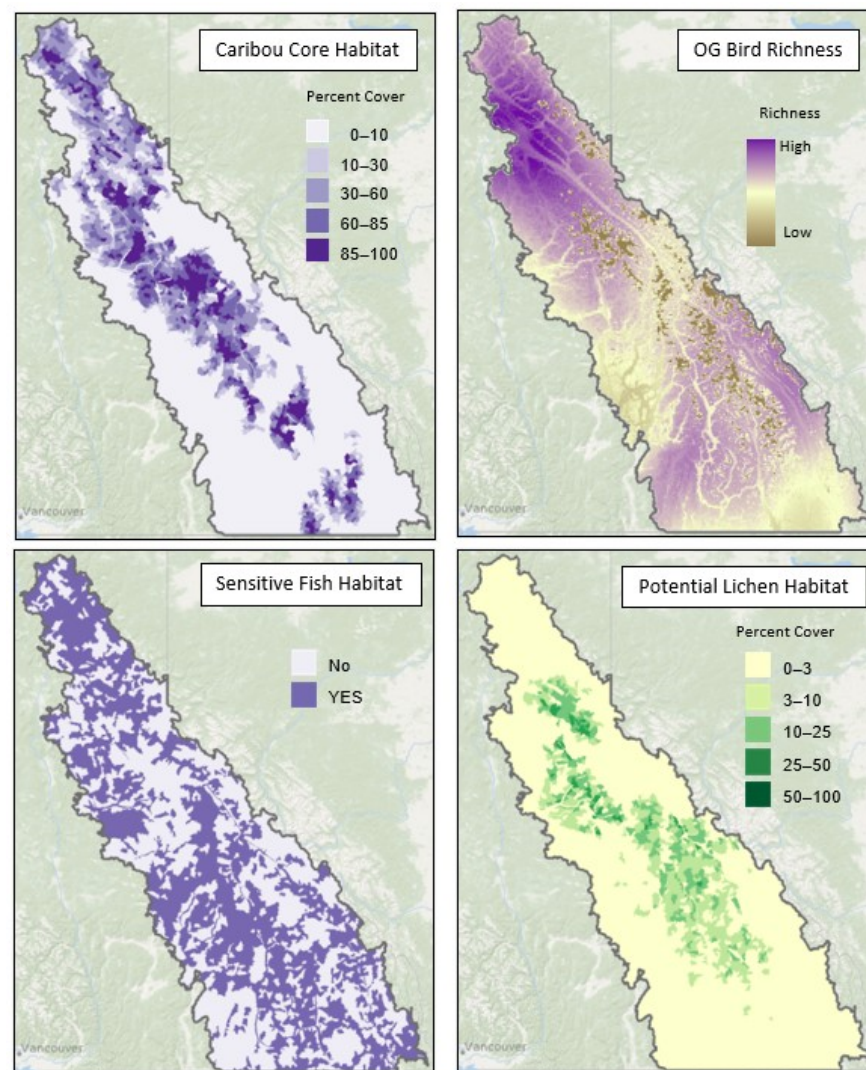 Caribou Core Habitat
Percent Cover
0–10
10–30
30–60
60–85
85–100
Vancouver
OG Bird Richness
Richness
High
Low
Sensitive Fish Habitat
No
YES
Vancouver
Potential Lichen Habitat
Percent Cover
0–3
3–10
10–25
25–50
50–100
Vancouver